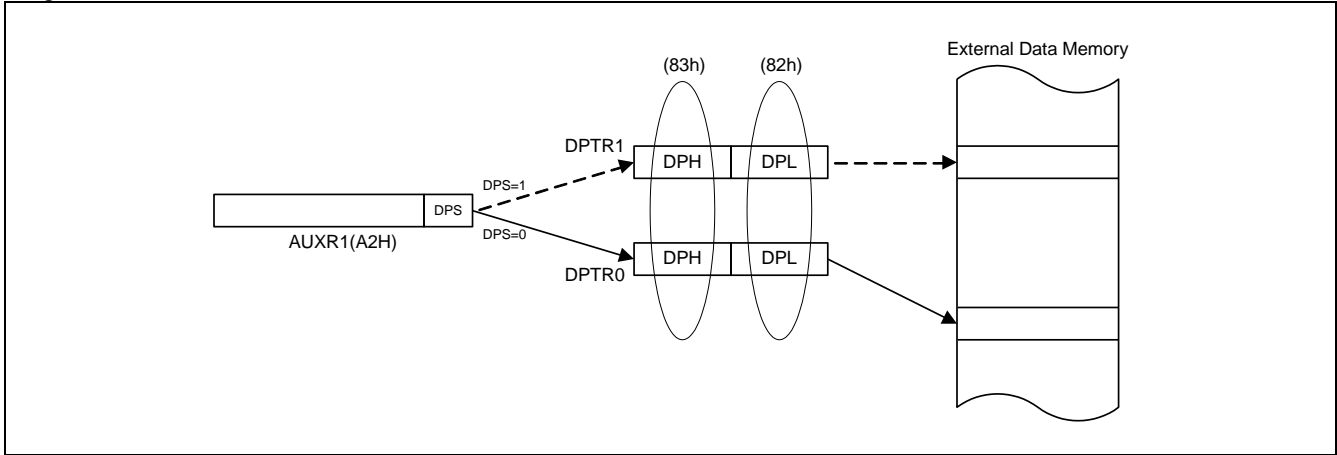 External Data Memory
(83h)
(82h)
DPTR1
DPH
DPL
DPS=1
DPS
AUXR1(A2H)
DPS=0
DPH
DPL
DPTR0